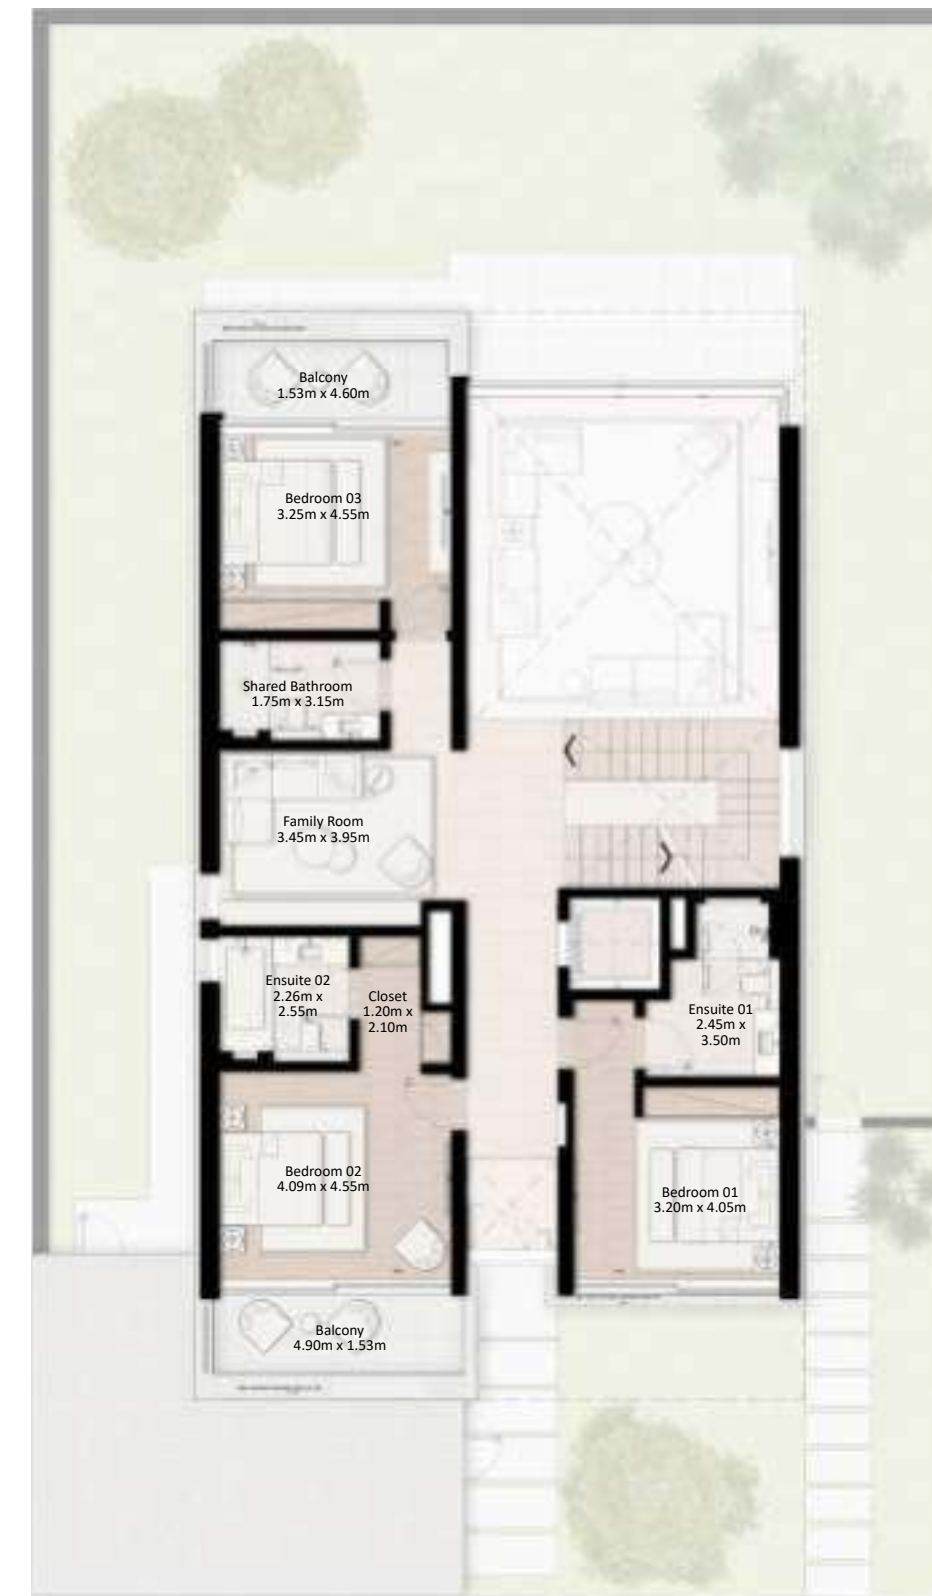 Balcony
1.53m x 4.60m
Bedroom 03
3.25m x 4.55m
Shared Bathroom
1.75m x 3.15m
Family Room
3.45m x 3.95m
Ensuite 02
2.26m x
2.55m
Closet
1.20m x
2.10m
Ensuite 01
2.45m x
3.50m
Bedroom 02
4.09m x 4.55m
Bedroom 01
3.20m x 4.05m
Balcony
4.90m x 1.53m